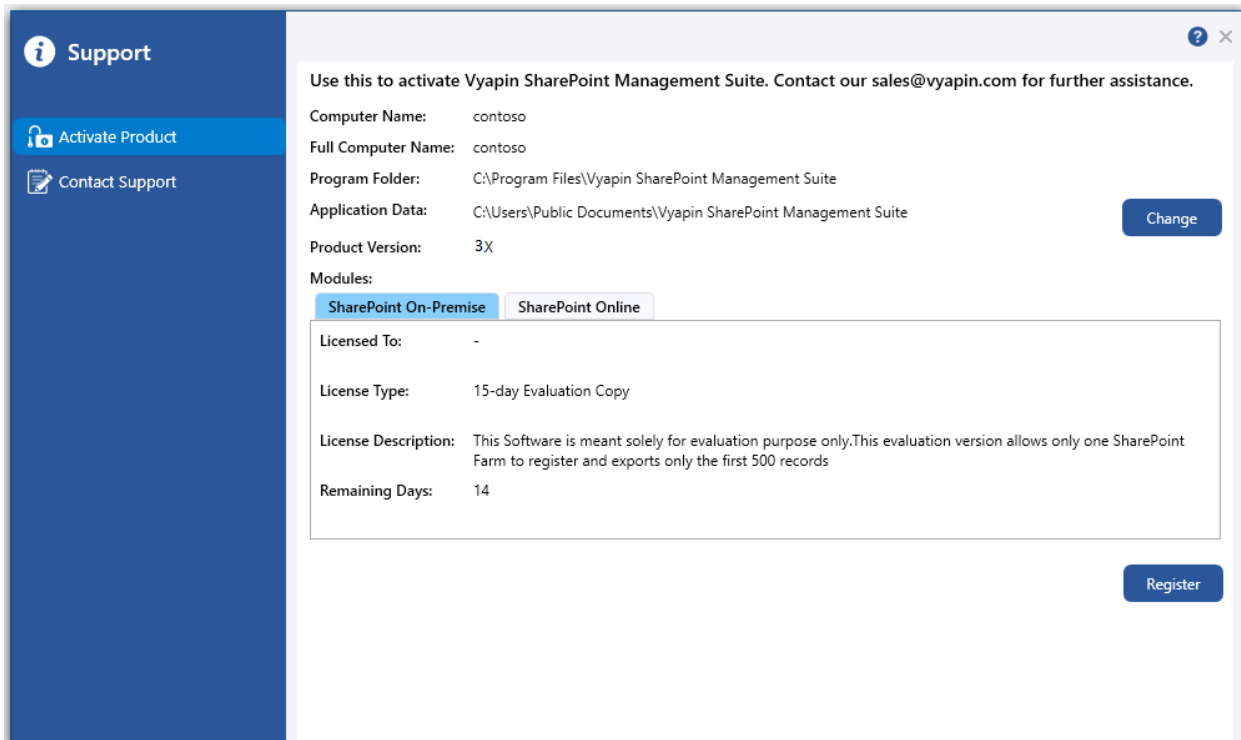 Support
Use this to activate Vyapin SharePoint Management Suite. Contact our sales@vyapin.com for further assistance.
Activate Product
Contact Support
Computer Name: contoso
Full Computer Name: contoso
Program Folder: C:\Program Files\Vyapin SharePoint Management Suite
Application Data: C:\Users\Public Documents\Vyapin SharePoint Management Suite
Change
Product Version: 3X
Modules:
SharePoint On-Premise SharePoint Online
Licensed To: -
License Type: 15-day Evaluation Copy
License Description: This Software is meant solely for evaluation purpose only.This evaluation version allows only one SharePoint
Farm to register and exports only the first 500 records
Remaining Days: 14
Register